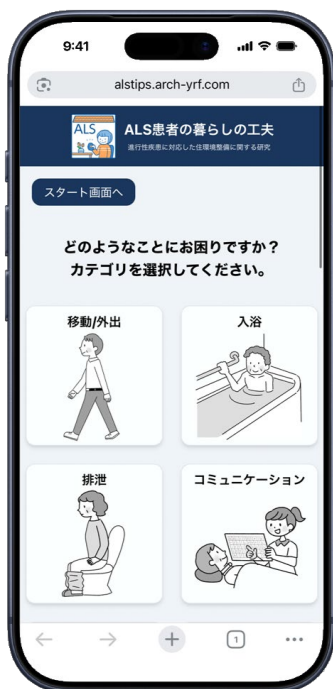 9:41
alstips.arch-yrf.com
ALS
ALS患者の暮らしの工夫
進行性疾患に対応した住環境整備に関する研究
スタート画面へ
どのようなことにお困りですか？
カテゴリを選択してください。
移動/外出
入浴
排泄
コミュニケーション
1